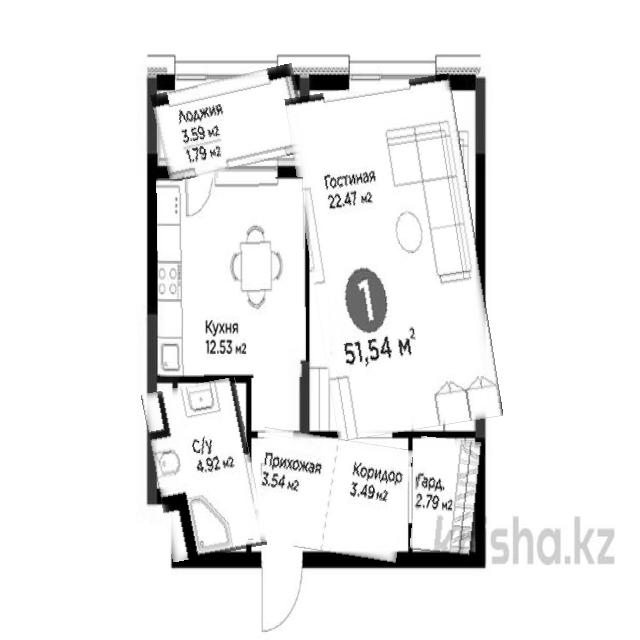 Лоджия
3.59 м2
1.79 м2
Гостиная
22.47 м2
1
51,54 м2
Кухня
12.53 м2
С/У
4.92 м2
Прихожая
3.54 м2
Коридор
3.49 м2
Гард.
2.79 м2
krisha.kz